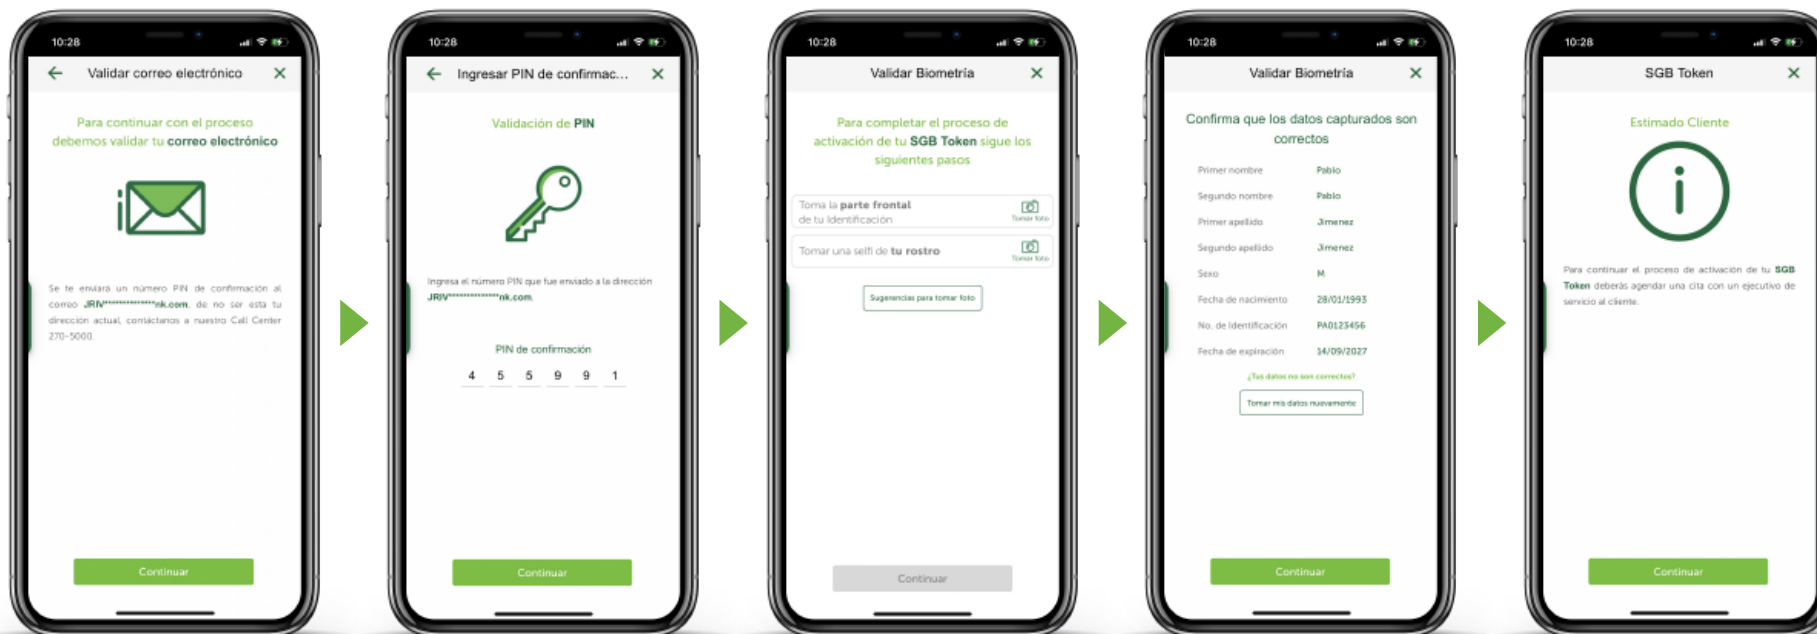 10:28
Validar correo electrónico
Para continuar con el proceso
debemos validar tu correo electrónico
Se te enviará un número PIN de confirmación al
correo JRIV***************nk.com, de no ser esta tu
dirección actual, contáctanos a nuestro Call Center
270-5000.
Continuar
10:28
Ingresar PIN de confirmac...
Validación de PIN
Ingresa el número PIN que fue enviado a la dirección
JRIV***************nk.com.
PIN de confirmación
4 5 5 9 9 1
Continuar
10:28
Validar Biometría
Para completar el proceso de
activación de tu SGB Token sigue los
siguientes pasos
Toma la parte frontal
de tu Identificación
Tomar foto
Tomar una selfi de tu rostro
Tomar foto
Sugerencias para tomar foto
Continuar
10:28
Validar Biometría
Confirma que los datos capturados son
correctos
Primer nombre Pablo
Segundo nombre Pablo
Primer apellido Jimenez
Segundo apellido Jimenez
Sexo M
Fecha de nacimiento 28/01/1993
No. de Identificación PA0123456
Fecha de expiración 14/09/2027
¿Tus datos no son correctos?
Tomar mis datos nuevamente
Continuar
10:28
SGB Token
Estimado Cliente
Para continuar el proceso de activación de tu SGB
Token deberás agendar una cita con un ejecutivo de
servicio al cliente.
Continuar